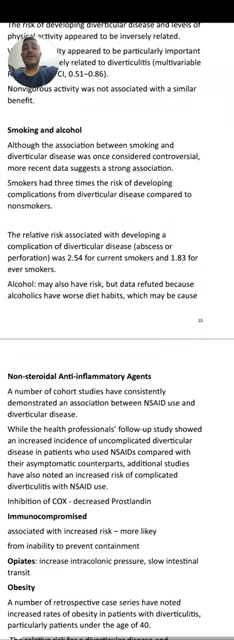 The risk of developing diverticular disease and levels of
physical activity appeared to be inversely related.
ity appeared to be particularly important
ely related to diverticulitis (multivariable
CI, 0.51–0.86).
Nonvigorous activity was not associated with a similar
benefit.
Smoking and alcohol
Although the association between smoking and
diverticular disease was once considered controversial,
more recent data suggests a strong association.
Smokers had three times the risk of developing
complications from diverticular disease compared to
nonsmokers.
The relative risk associated with developing a
complication of diverticular disease (abscess or
perforation) was 2.54 for current smokers and 1.83 for
ever smokers.
Alcohol: may also have risk, but data refuted because
alcoholics have worse diet habits, which may be cause
15
Non-steroidal Anti-inflammatory Agents
A number of cohort studies have consistently
demonstrated an association between NSAID use and
diverticular disease.
While the health professionals' follow-up study showed
an increased incidence of uncomplicated diverticular
disease in patients who used NSAIDs compared with
their asymptomatic counterparts, additional studies
have also noted an increased risk of complicated
diverticulitis with NSAID use.
Inhibition of COX - decreased Prostlandin
Immunocompromised
associated with increased risk – more likey
from inability to prevent containment
Opiates: increase intracolonic pressure, slow intestinal
transit
Obesity
A number of retrospective case series have noted
increased rates of obesity in patients with diverticulitis,
particularly patients under the age of 40.
The relative risk for a diverticular disease and